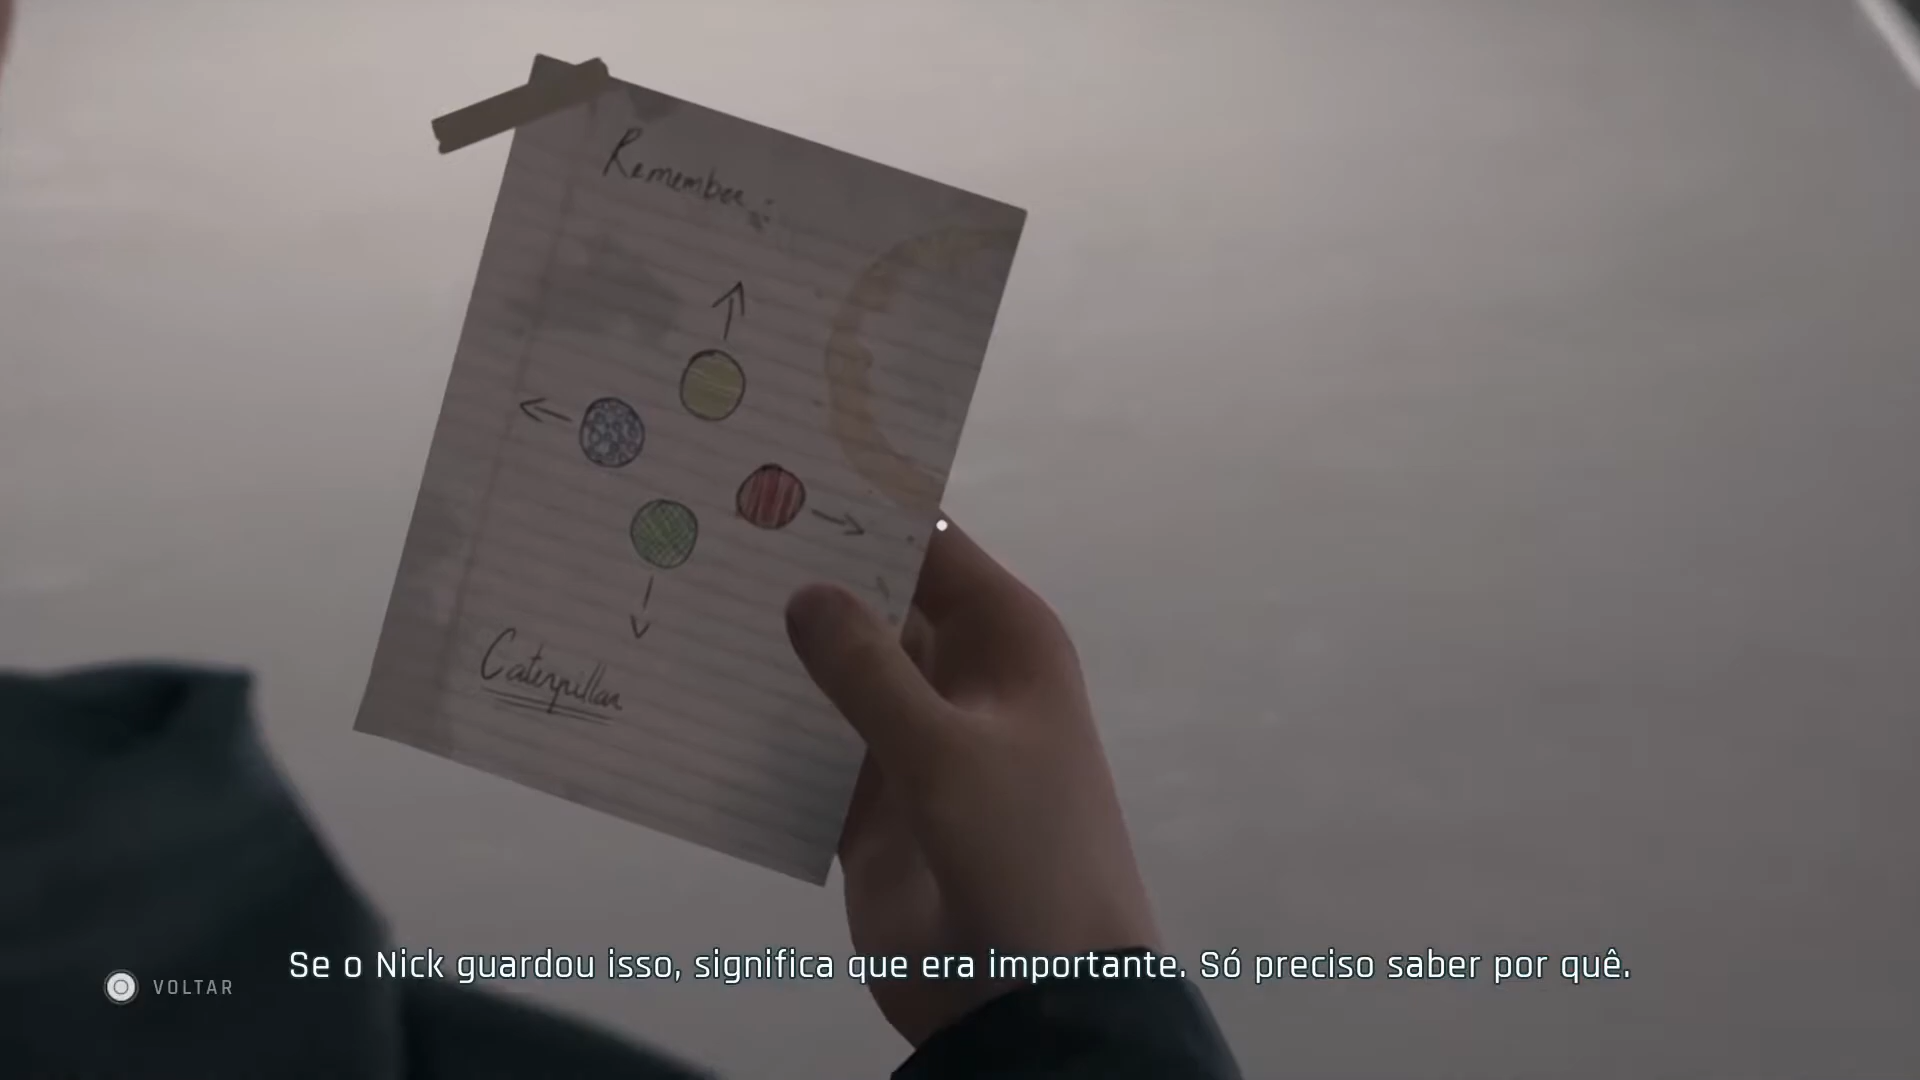 Remember:
Caterpillar
Se o Nick guardou isso, significa que era importante. Só preciso saber por quê.
VOLTAR